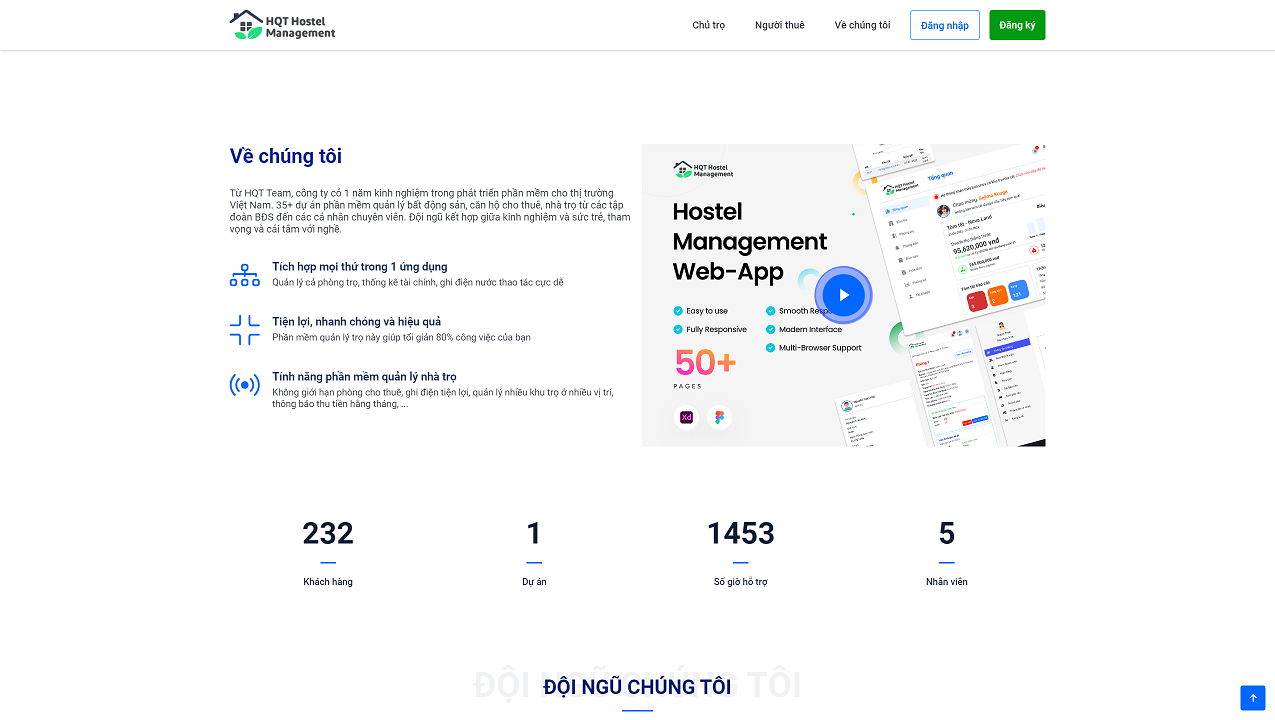 HQT Hostel
Management
Chủ trọ
Người thuê
Về chúng tôi
Đăng nhập
Đăng ký
Về chúng tôi
Từ HQT Team, công ty có 1 năm kinh nghiệm trong phát triển phần mềm cho thị trường
Việt Nam. 35+ dự án phần mềm quản lý bất động sản, căn hộ cho thuê, nhà trọ từ các tập
đoàn BĐS đến các cá nhân chuyên viên. Đội ngũ kết hợp giữa kinh nghiệm và sức trẻ, tham
vọng và cái tâm với nghề.
Tích hợp mọi thứ trong 1 ứng dụng
Quản lý cả phòng trọ, thống kê tài chính, ghi điện nước thao tác cực dễ
Tiện lợi, nhanh chóng và hiệu quả
Phần mềm quản lý trọ này giúp tối giản 80% công việc của bạn
Tính năng phần mềm quản lý nhà trọ
Không giới hạn phòng cho thuê, ghi điện tiện lợi, quản lý nhiều khu trọ ở nhiều vị trí,
thông báo thu tiền hàng tháng, ...
HQT Hostel
Management
Hostel
Management
Web-App
Easy to use
Smooth Respo
Fully Responsive
Modern Interface
Multi-Browser Support
50+
PAGES
Xd
HQT Hostel
Management
Tổng quan
Tóm tắt - Nova Land
95,620,000 vnđ
232
Khách hàng
1
Dự án
1453
Số giờ hỗ trợ
5
Nhân viên
ĐỘI NGŨ CHÚNG TÔI
ĐỘI NGŨ CHÚNG TÔI